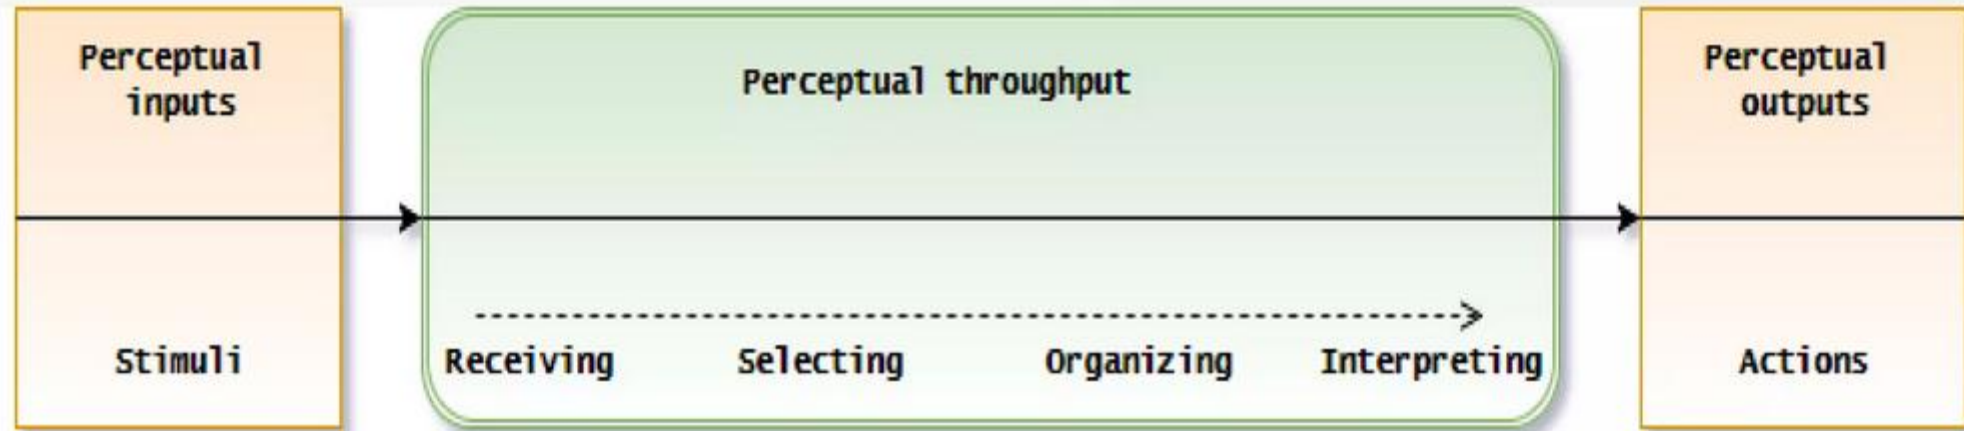 Perceptual
inputs
Perceptual throughput
Perceptual
outputs
Stimuli
Receiving Selecting Organizing Interpreting
Actions